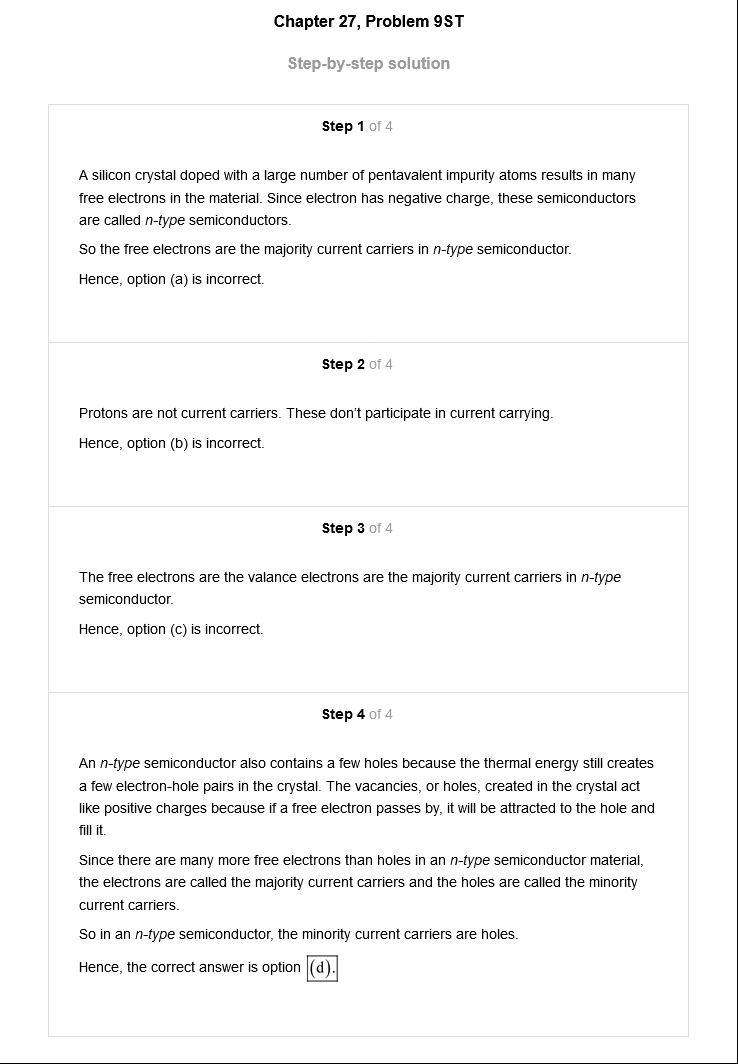 Chapter 27, Problem 9ST
Step-by-step solution
Step 1 of 4
A silicon crystal doped with a large number of pentavalent impurity atoms results in many
free electrons in the material. Since electron has negative charge, these semiconductors
are called n-type semiconductors.
So the free electrons are the majority current carriers in n-type semiconductor.
Hence, option (a) is incorrect.
Step 2 of 4
Protons are not current carriers. These don’t participate in current carrying.
Hence, option (b) is incorrect.
Step 3 of 4
The free electrons are the valance electrons are the majority current carriers in n-type
semiconductor.
Hence, option (c) is incorrect.
Step 4 of 4
An n-type semiconductor also contains a few holes because the thermal energy still creates
a few electron-hole pairs in the crystal. The vacancies, or holes, created in the crystal act
like positive charges because if a free electron passes by, it will be attracted to the hole and
fill it.
Since there are many more free electrons than holes in an n-type semiconductor material,
the electrons are called the majority current carriers and the holes are called the minority
current carriers.
So in an n-type semiconductor, the minority current carriers are holes.
Hence, the correct answer is option (d).